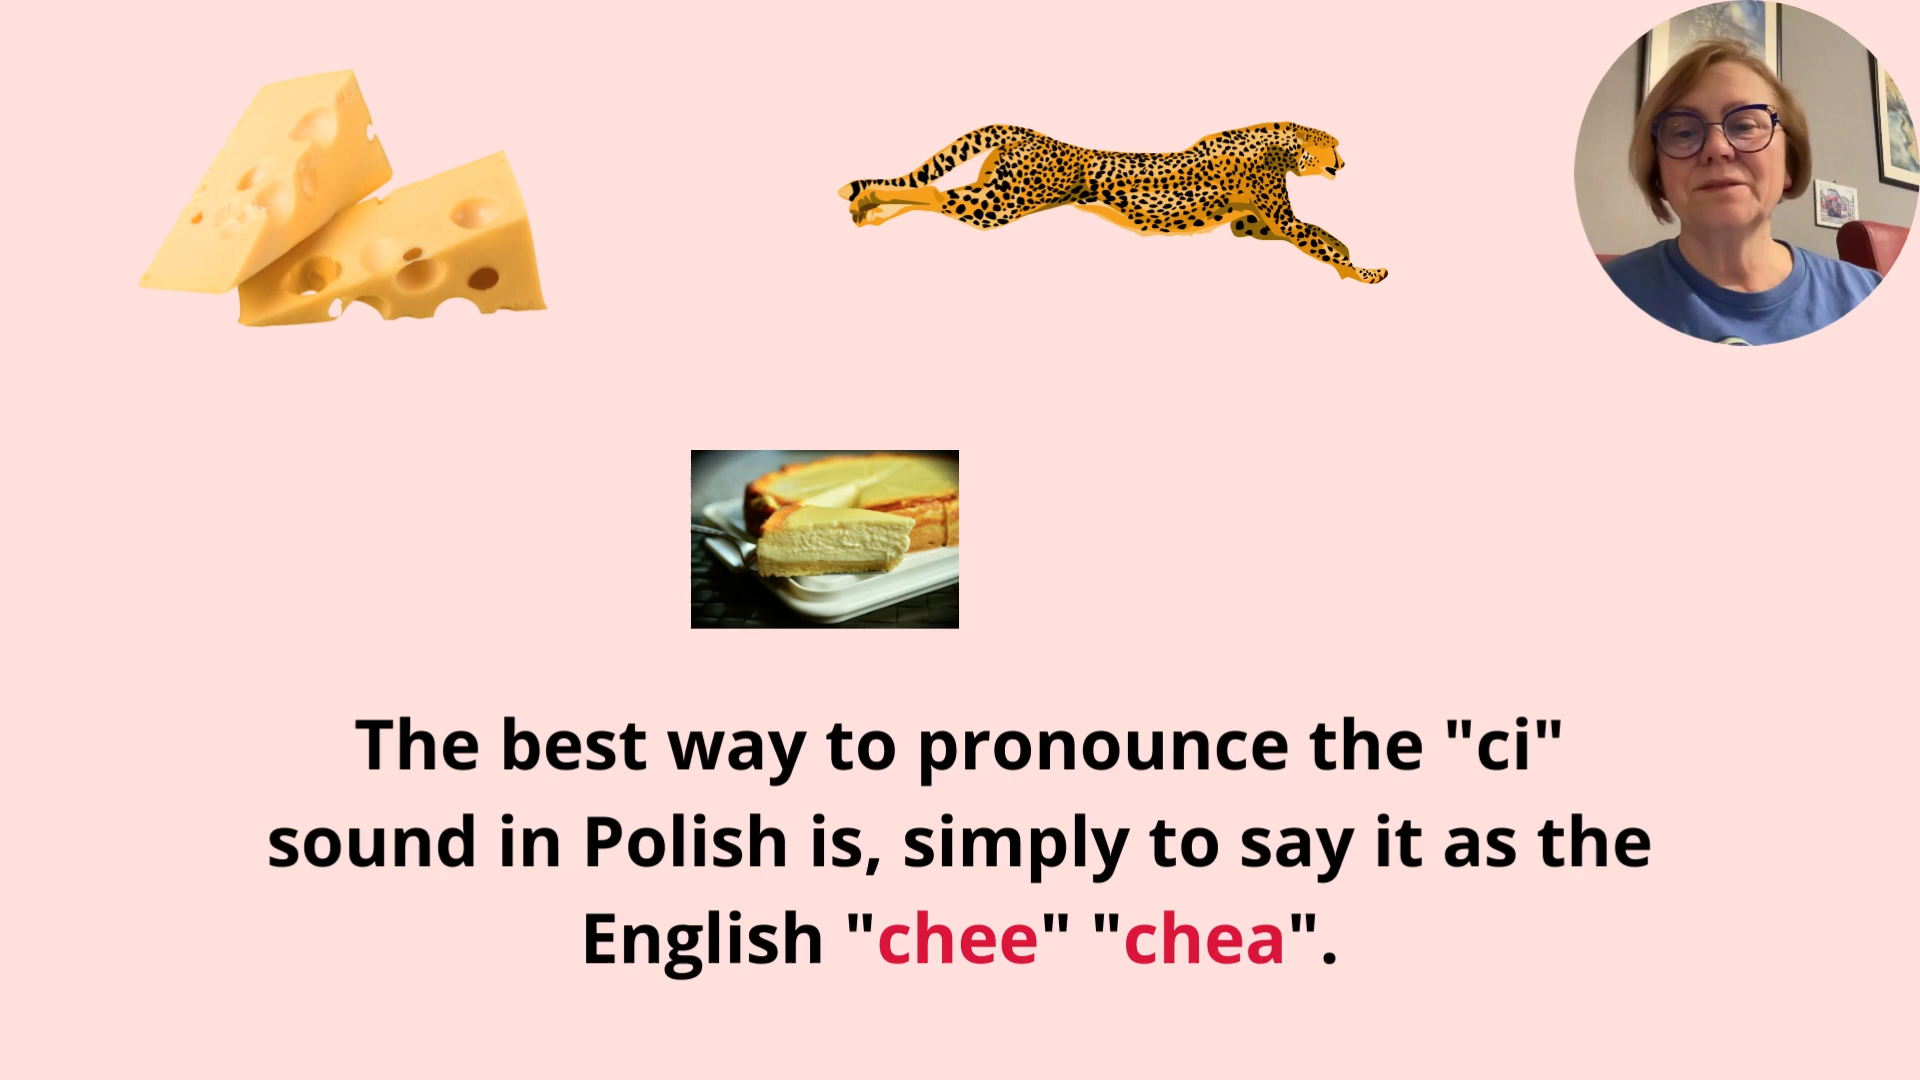 The best way to pronounce the "ci"
sound in Polish is, simply to say it as the
English "chee" "chea".